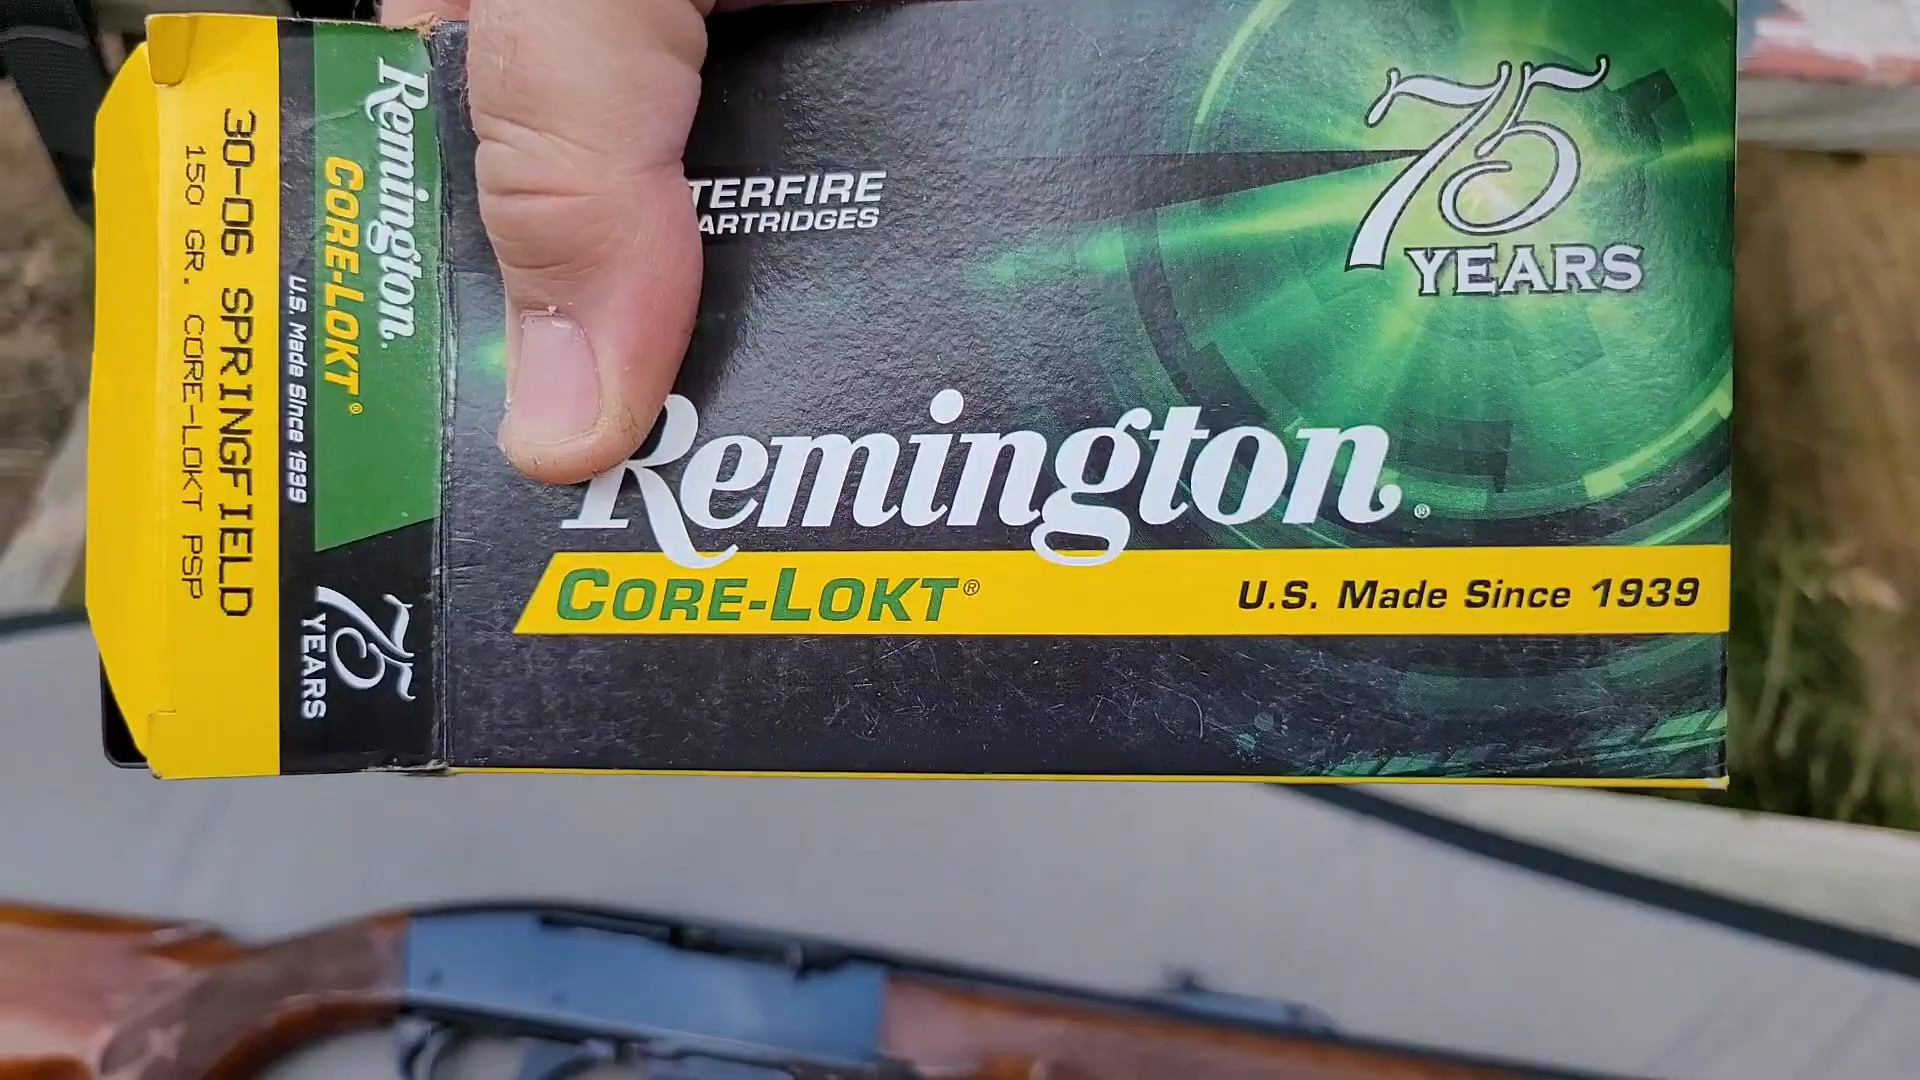 30-06 SPRINGFIELD
150 GR. CORE-LOKT PSP
Remington.
CORE-LOKT®
U.S. Made Since 1939
75
YEARS
TERFIRE
ARTRIDGES
75
YEARS
Remington®
CORE-LOKT®
U.S. Made Since 1939